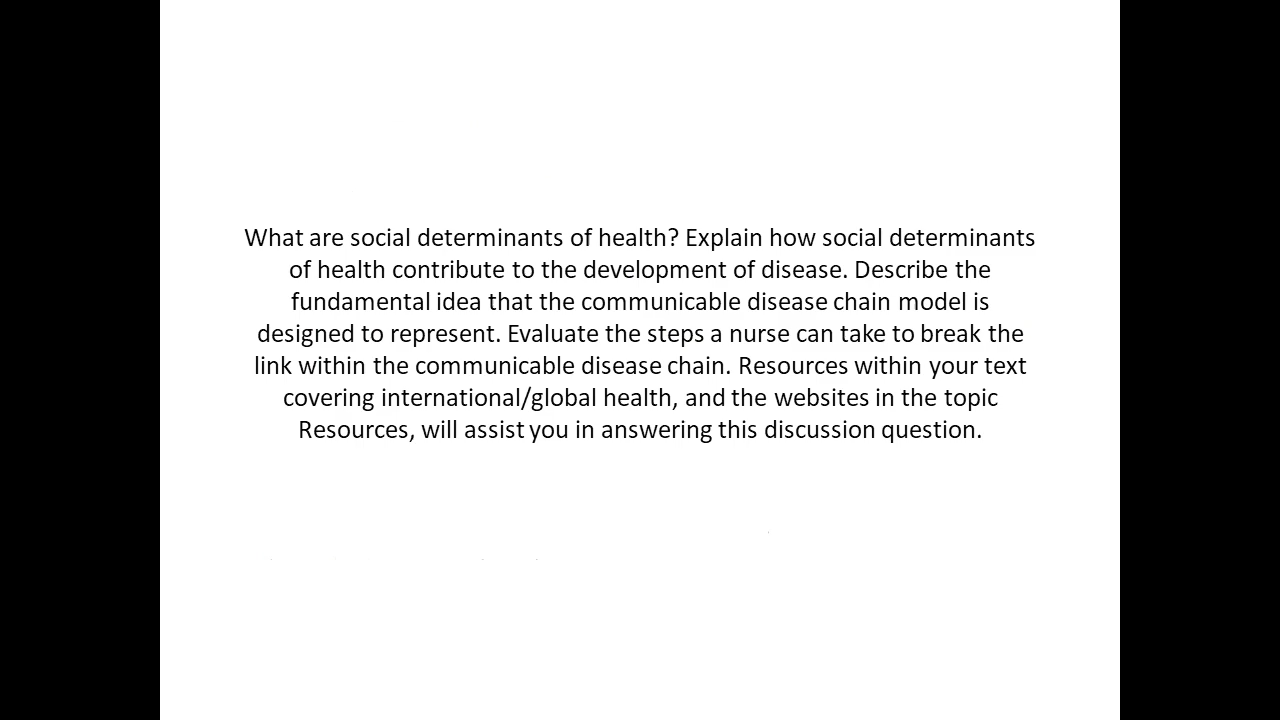 What are social determinants of health? Explain how social determinants
of health contribute to the development of disease. Describe the
fundamental idea that the communicable disease chain model is
designed to represent. Evaluate the steps a nurse can take to break the
link within the communicable disease chain. Resources within your text
covering international/global health, and the websites in the topic
Resources, will assist you in answering this discussion question.